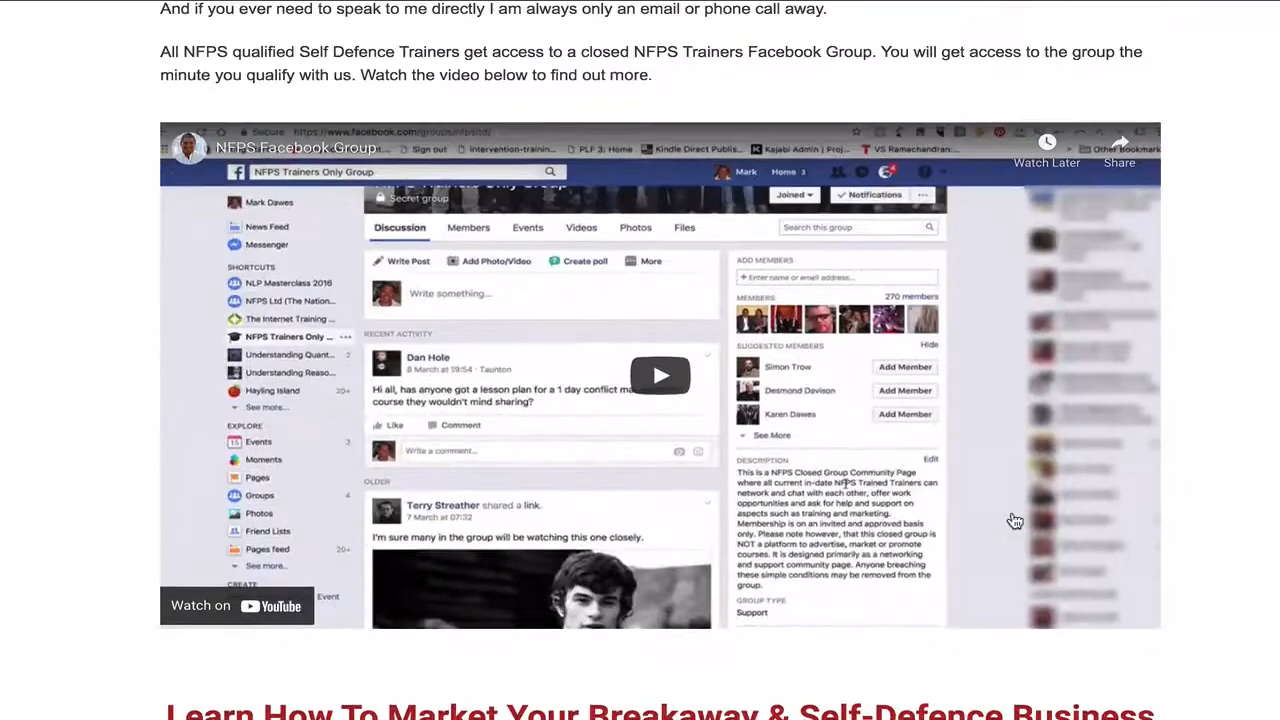 And if you ever need to speak to me directly I am always only an email or phone call away.
All NFPS qualified Self Defence Trainers get access to a closed NFPS Trainers Facebook Group. You will get access to the group the
minute you qualify with us. Watch the video below to find out more.
Secure https://www.facebook.com/groups/nfpsltd/
NFPS Facebook Group
Sign out
intervention-trainin...
PLP 3: Home
Kindle Direct Publis...
Kajabi Admin | Proj...
VS Ramachandran:...
Other Bookmark
Watch Later
Share
NFPS Trainers Only Group
Mark
Home 3
NFPS Trainers Only Group
Secret group
Joined
Notifications
Mark Dawes
News Feed
Messenger
SHORTCUTS
NLP Masterclass 2016
NFPS Ltd (The Nation...
The Internet Training ...
NFPS Trainers Only ...
Understanding Quant... 2
Understanding Reaso...
Hayling Island 20+
See more...
EXPLORE
Events 3
Moments
Pages
Groups 4
Photos
Friend Lists
Pages feed 20+
See more...
CREATE
Event
Discussion Members Events Videos Photos Files
Search this group
Write Post Add Photo/Video Create poll More
Write something...
RECENT ACTIVITY
Dan Hole
8 March at 19:54 · Taunton
Hi all, has anyone got a lesson plan for a 1 day conflict
course they wouldn't mind sharing?
Like Comment
Write a comment...
OLDER
Terry Streather shared a link.
7 March at 07:32
I'm sure many in the group will be watching this one closely.
ADD MEMBERS
+ Enter name or email address...
MEMBERS 270 members
SUGGESTED MEMBERS Hide
Simon Trow Add Member
Desmond Davison Add Member
Karen Dawes Add Member
See More
DESCRIPTION Edit
This is a NFPS Closed Group Community Page
where all current in-date NFPS Trained Trainers can
network and chat with each other, offer work
opportunities and ask for help and support on
aspects such as training and marketing.
Membership is on an invited and approved basis
only. Please note however, that this closed group is
NOT a platform to advertise, market or promote
courses. It is designed primarily as a networking
and support community page. Anyone breaching
these simple conditions may be removed from the
group.
GROUP TYPE
Support
Watch on YouTube
Learn How To Market Your Breakaway & Self-Defence Business